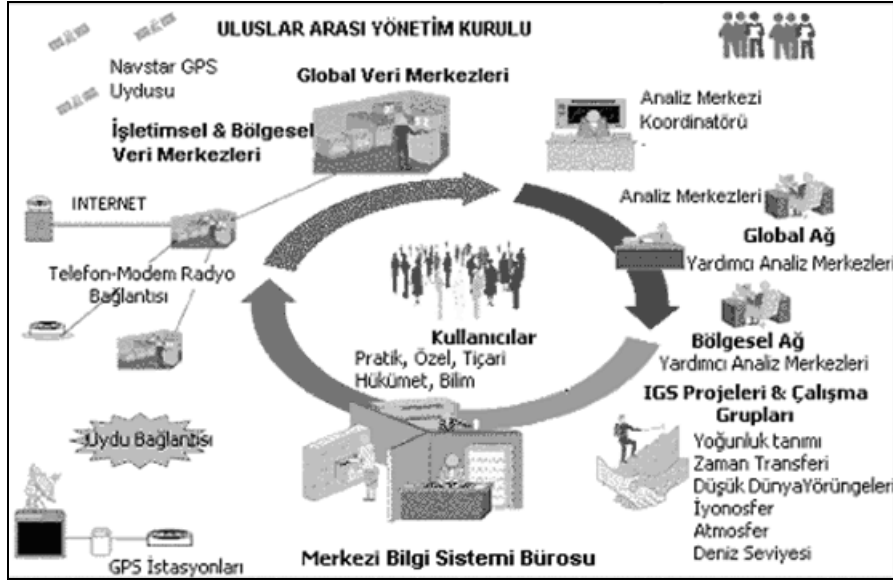 ULUSLAR ARASI YÖNETİM KURULU
Navstar GPS
Uydusu
Global Veri Merkezleri
İşletimsel & Bölgesel
Veri Merkezleri
Analiz Merkezi
Koordinatörü
INTERNET
Analiz Merkezleri
Global Ağ
Yardımcı Analiz Merkezleri
Telefon-Modem Radyo
Bağlantısı
Kullanıcılar
Pratik, Özel, Tiçari
Hükümet, Bilim
Bölgesel Ağ
Yardımcı Analiz Merkezleri
IGS Projeleri & Çalışma
Grupları
Yoğunluk tanımı
Zaman Transferi
Düşük DünyaYörüngeleri
İyonosfer
Atmosfer
Deniz Seviyesi
Uydu Bağlantısı
GPS İstasyonları
Merkezi Bilgi Sistemi Bürosu